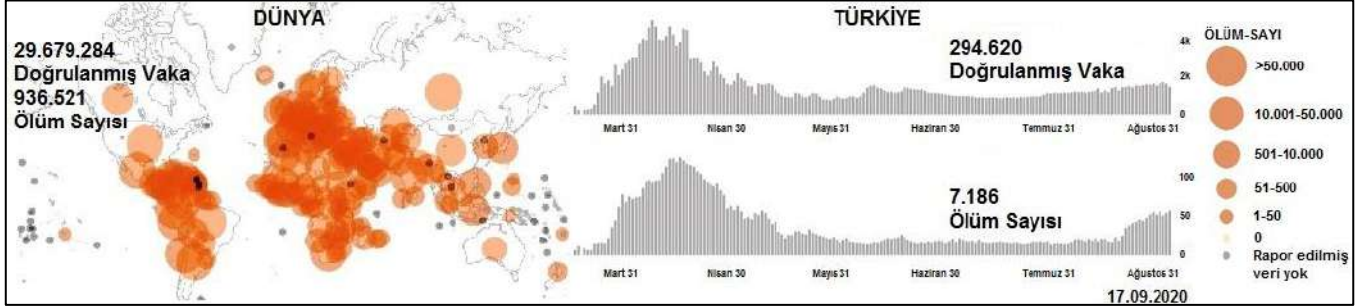 DÜNYA
29.679.284
Doğrulanmış Vaka
936.521
Ölüm Sayısı
TÜRKİYE
294.620
Doğrulanmış Vaka
4k
2k
0
Mart 31 Nisan 30 Mayıs 31 Haziran 30 Temmuz 31 Ağustos 31
7.186
Ölüm Sayısı
100
50
0
Mart 31 Nisan 30 Mayıs 31 Haziran 30 Temmuz 31 Ağustos 31
17.09.2020
ÖLÜM-SAYI
>50.000
10.001-50.000
501-10.000
51-500
1-50
0
Rapor edilmiş
veri yok